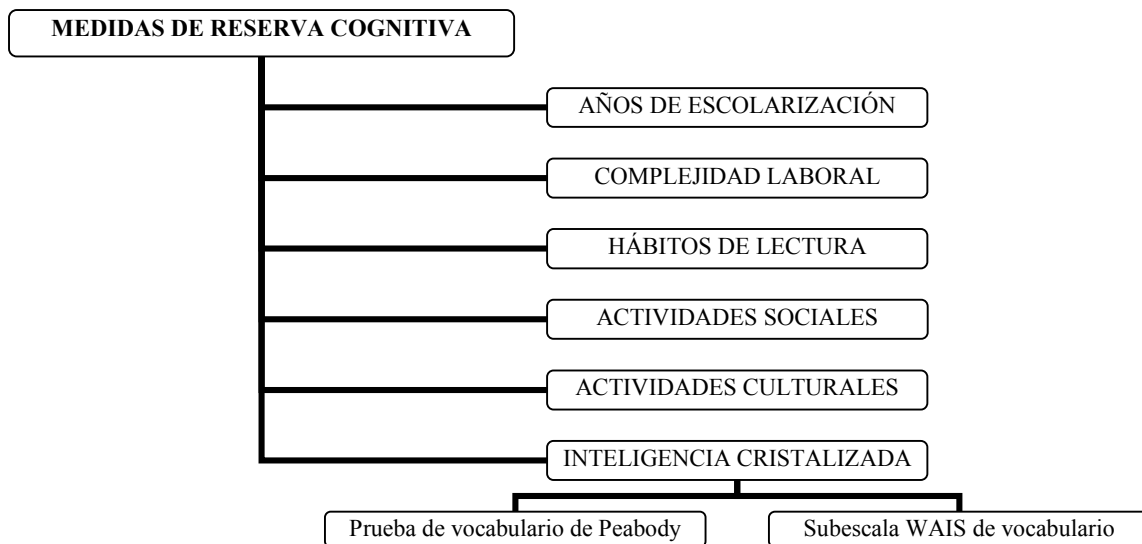 MEDIDAS DE RESERVA COGNITIVA
AÑOS DE ESCOLARIZACIÓN
COMPLEJIDAD LABORAL
HÁBITOS DE LECTURA
ACTIVIDADES SOCIALES
ACTIVIDADES CULTURALES
INTELIGENCIA CRISTALIZADA
Prueba de vocabulario de Peabody
Subescala WAIS de vocabulario